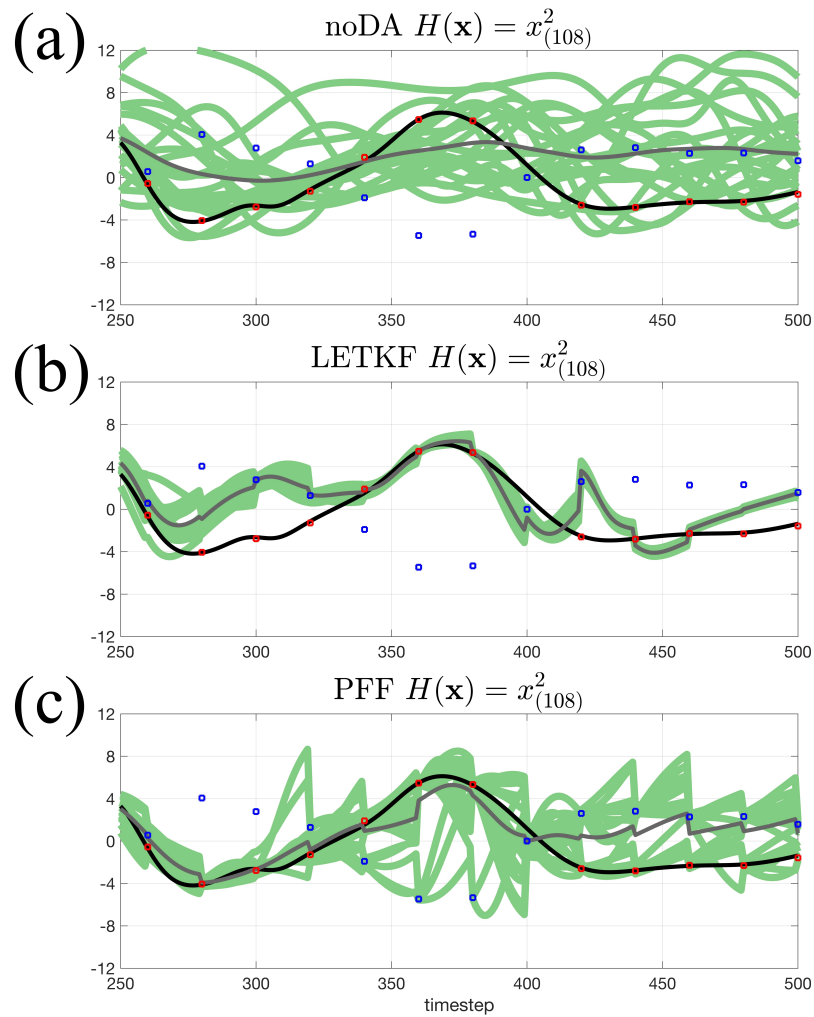 (a)
noDA H(x) = x²₍₁₀₈₎
12
8
4
0
-4
-8
-12
250 300 350 400 450 500
(b)
LETKF H(x) = x²₍₁₀₈₎
12
8
4
0
-4
-8
-12
250 300 350 400 450 500
(c)
PFF H(x) = x²₍₁₀₈₎
12
8
4
0
-4
-8
-12
250 300 350 400 450 500
timestep